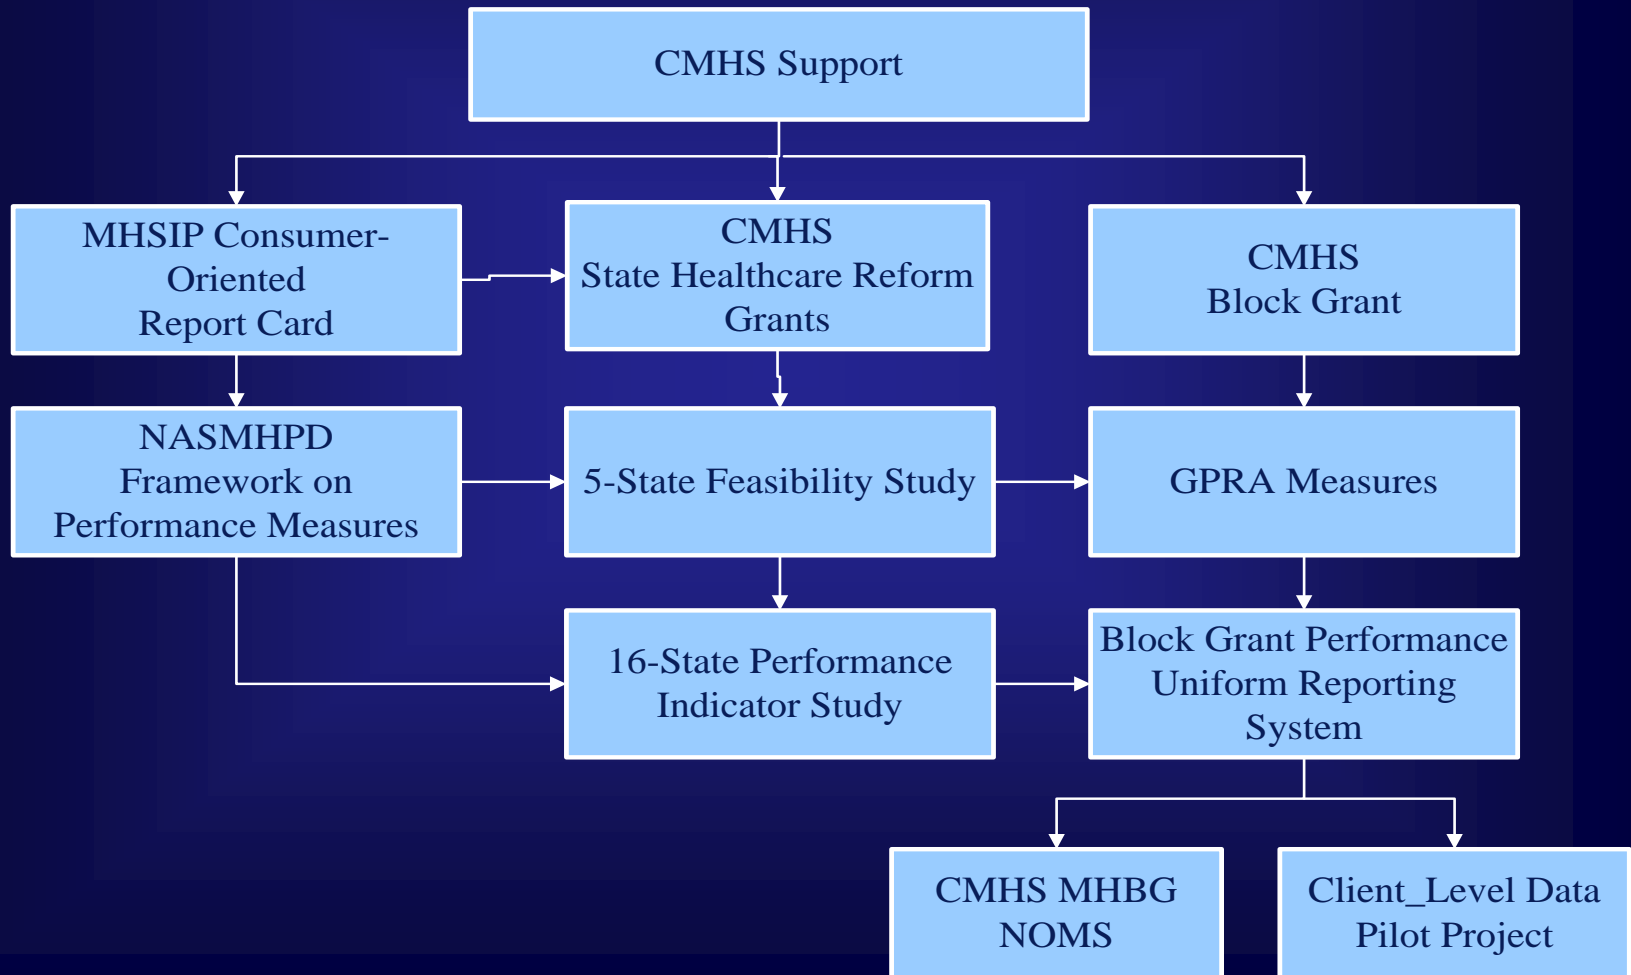 CMHS Support
MHSIP Consumer-
Oriented
Report Card
CMHS
State Healthcare Reform
Grants
CMHS
Block Grant
NASMHPD
Framework on
Performance Measures
5-State Feasibility Study
GPRA Measures
16-State Performance
Indicator Study
Block Grant Performance
Uniform Reporting
System
CMHS MHBG
NOMS
Client_Level Data
Pilot Project